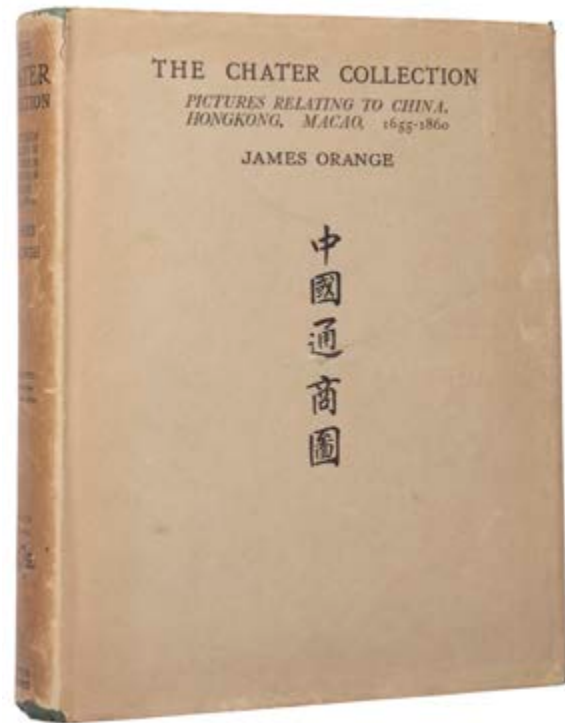 THE CHATER COLLECTION
PICTURES RELATING TO CHINA,
HONGKONG, MACAO, 1655-1860
JAMES ORANGE
中國通商圖